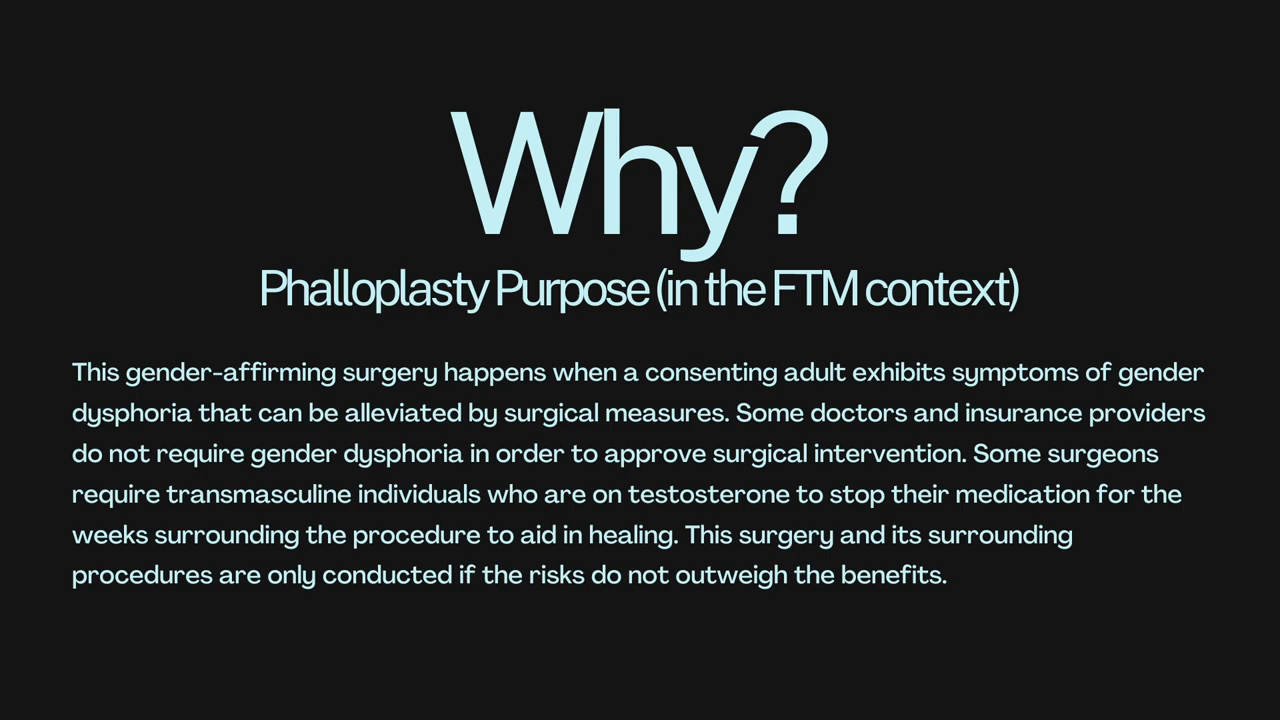 Why?
Phalloplasty Purpose (in the FTM context)
This gender-affirming surgery happens when a consenting adult exhibits symptoms of gender
dysphoria that can be alleviated by surgical measures. Some doctors and insurance providers
do not require gender dysphoria in order to approve surgical intervention. Some surgeons
require transmasculine individuals who are on testosterone to stop their medication for the
weeks surrounding the procedure to aid in healing. This surgery and its surrounding
procedures are only conducted if the risks do not outweigh the benefits.